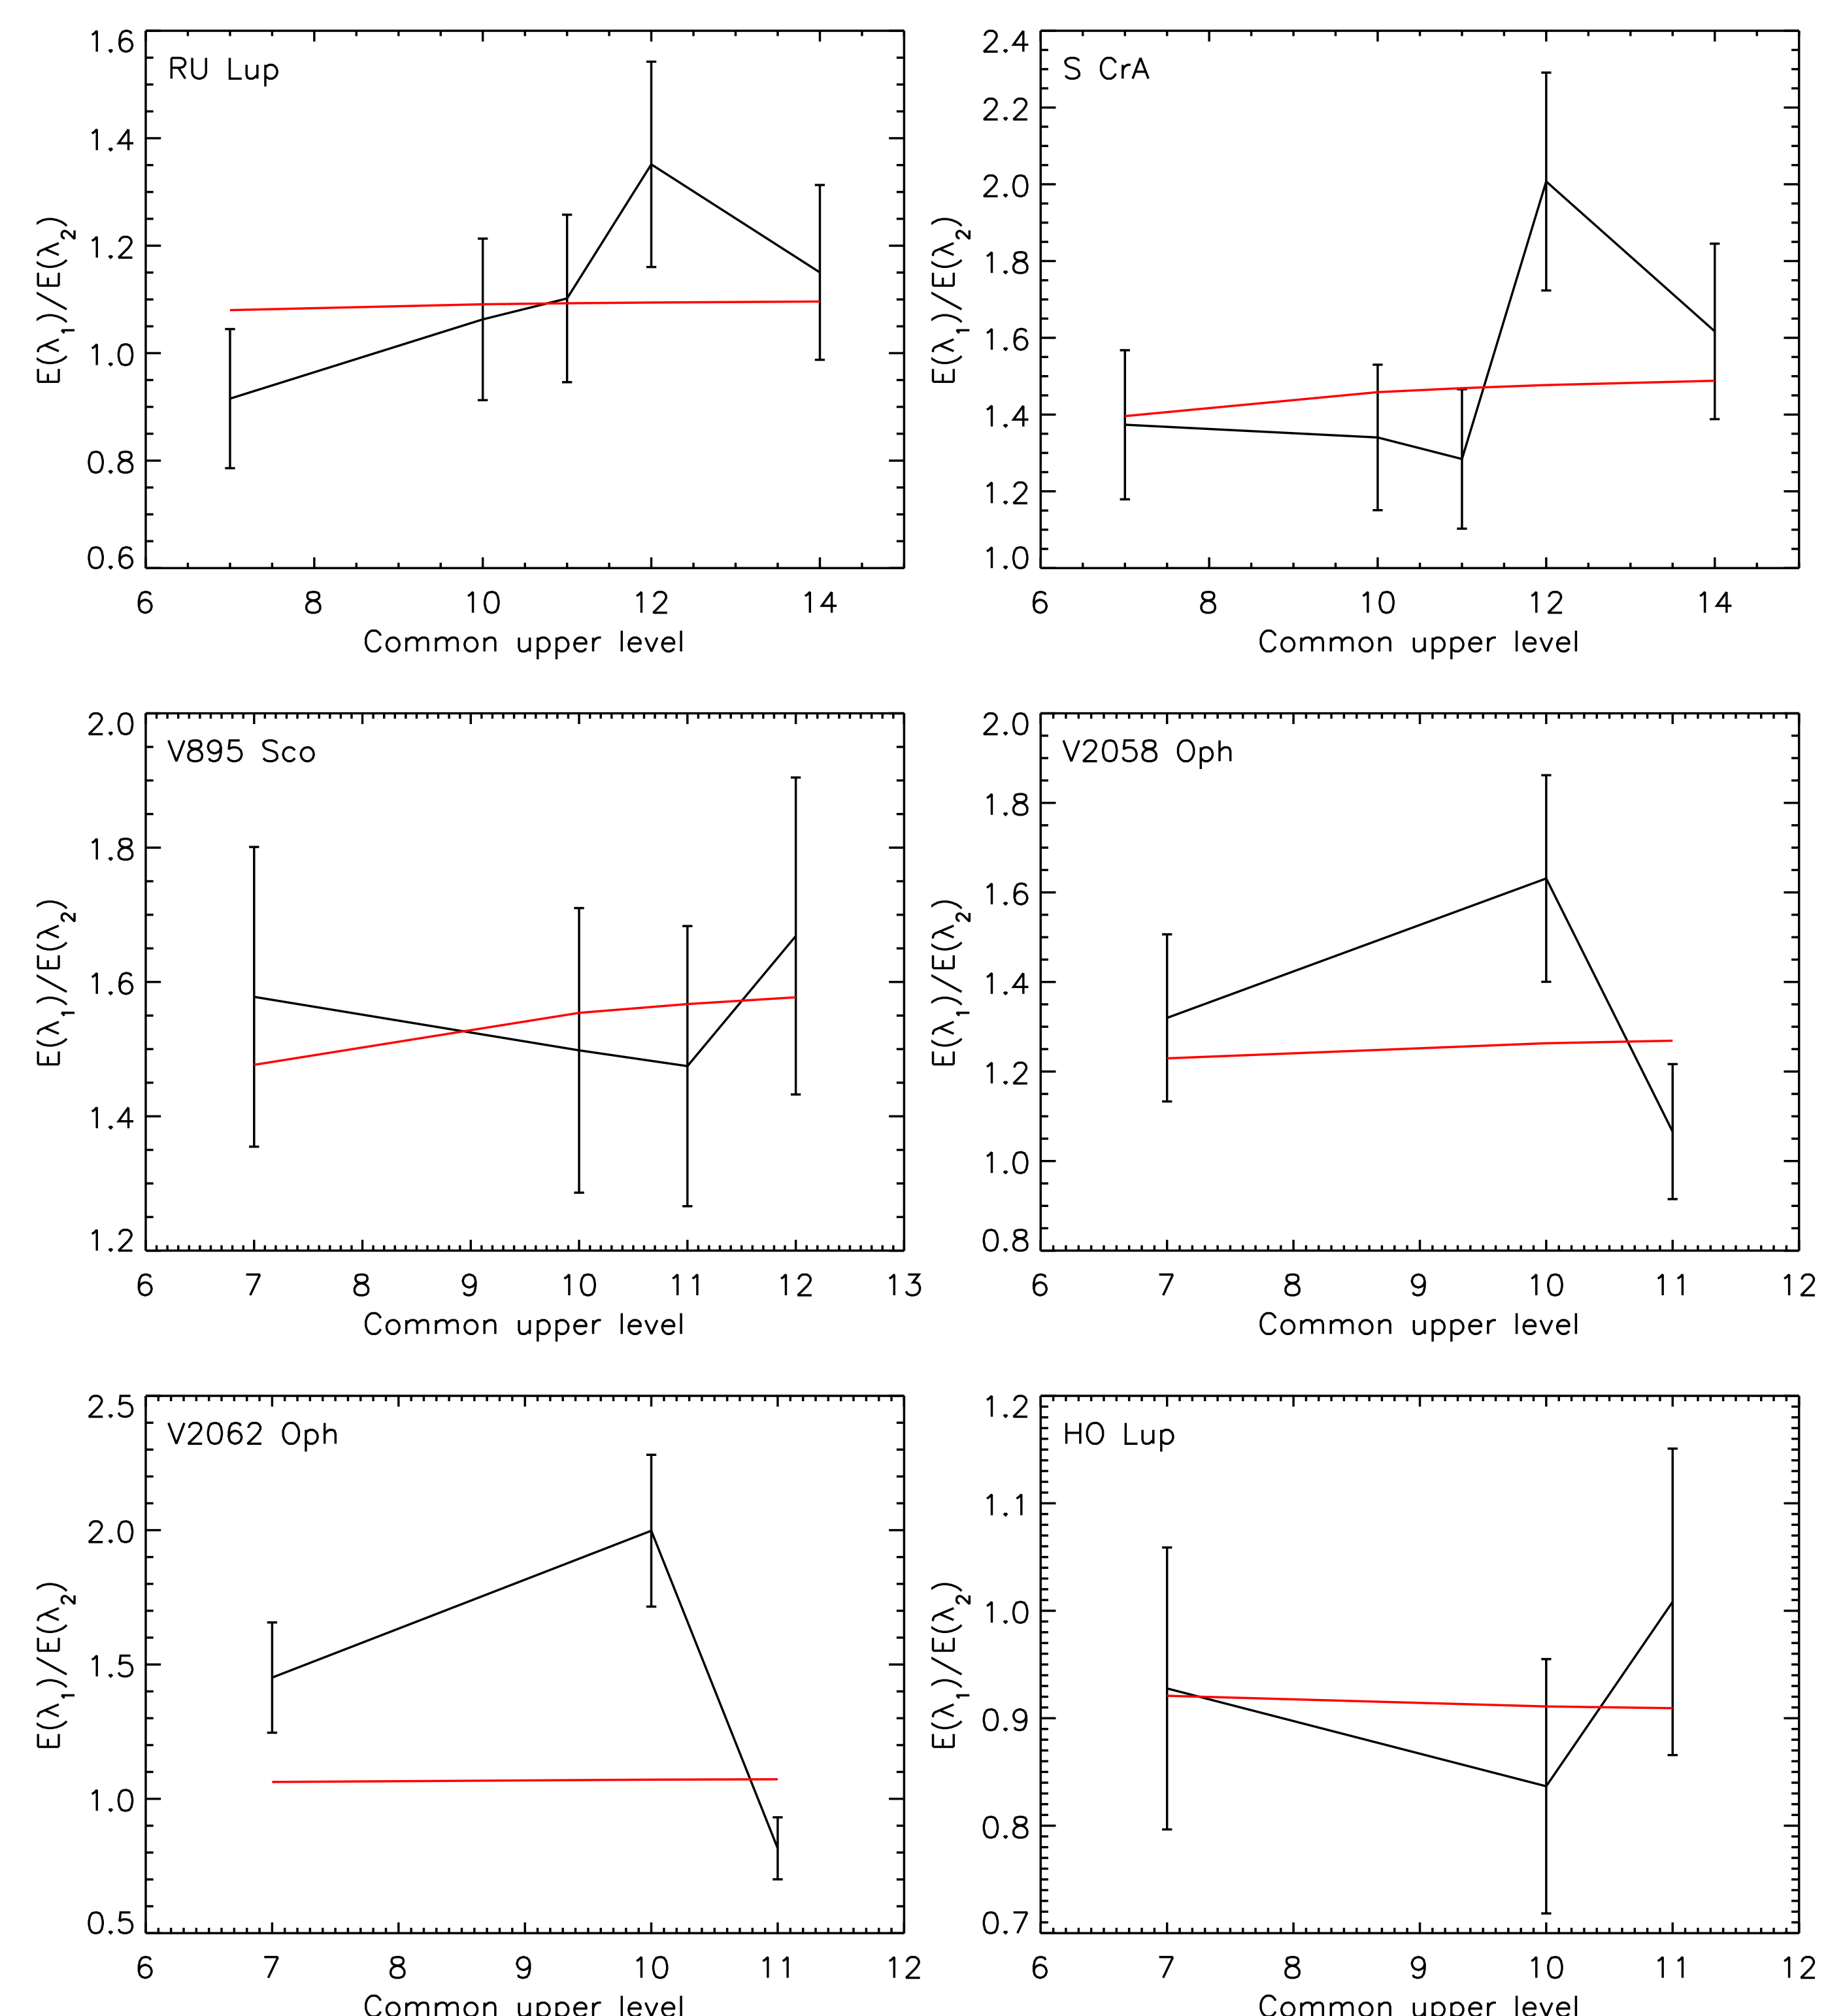 RU Lup
1.6
1.4
1.2
1.0
0.8
0.6
E(λ1)/E(λ2)
6 8 10 12 14
Common upper level
S CrA
2.4
2.2
2.0
1.8
1.6
1.4
1.2
1.0
E(λ1)/E(λ2)
6 8 10 12 14
Common upper level
V895 Sco
2.0
1.8
1.6
1.4
1.2
E(λ1)/E(λ2)
6 7 8 9 10 11 12 13
Common upper level
V2058 Oph
2.0
1.8
1.6
1.4
1.2
1.0
0.8
E(λ1)/E(λ2)
6 7 8 9 10 11 12
Common upper level
V2062 Oph
2.5
2.0
1.5
1.0
0.5
E(λ1)/E(λ2)
6 7 8 9 10 11 12
Common upper level
HO Lup
1.2
1.1
1.0
0.9
0.8
0.7
E(λ1)/E(λ2)
6 7 8 9 10 11 12
Common upper level